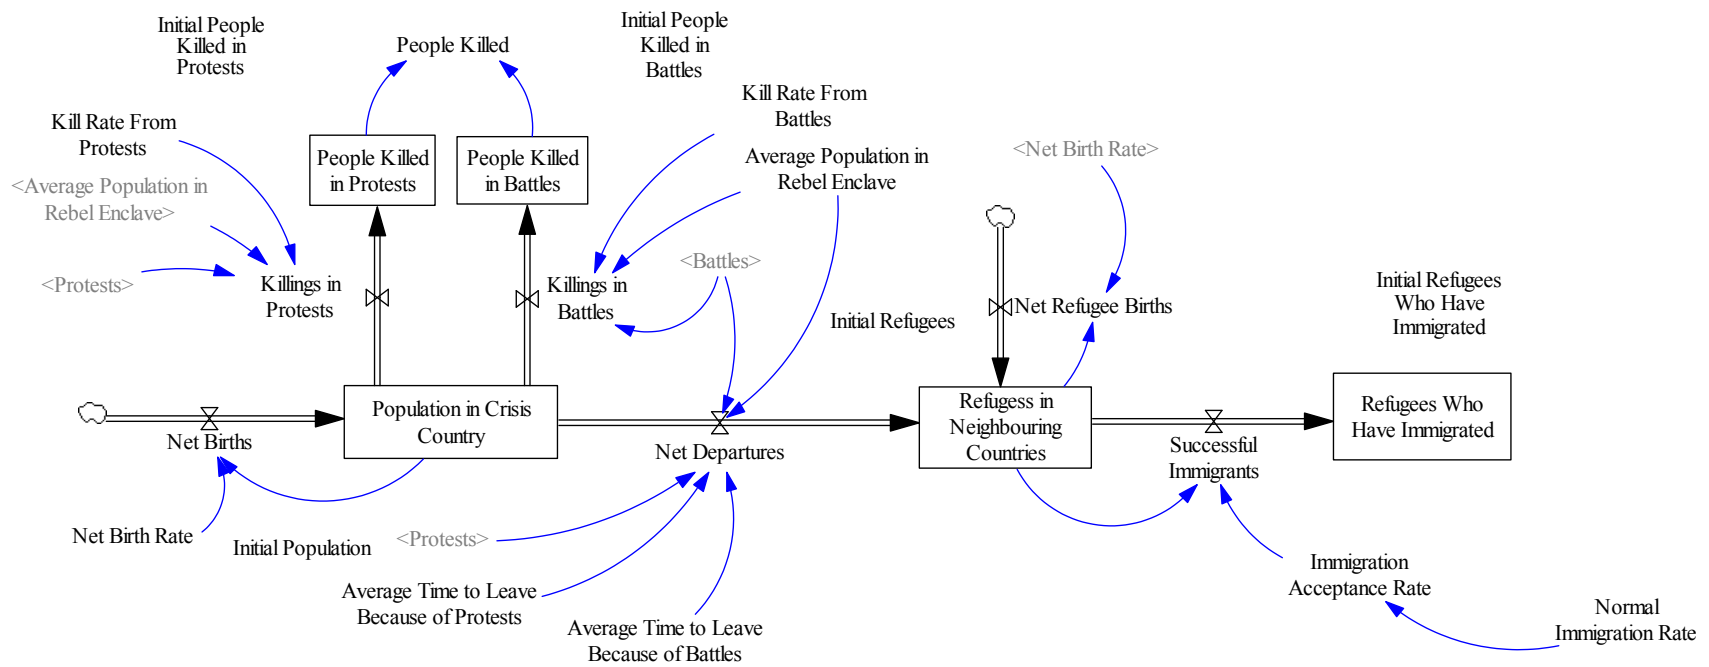 Initial People
Killed in
Protests
People Killed
Initial People
Killed in
Battles
Kill Rate From
Protests
<Average Population in
Rebel Enclave>
<Protests>
Killings in
Protests
People Killed
in Protests
People Killed
in Battles
Kill Rate From
Battles
Average Population in
Rebel Enclave
<Battles>
Killings in
Battles
Initial Refugees
<Net Birth Rate>
Net Refugee Births
Initial Refugees
Who Have
Immigrated
Net Births
Population in Crisis
Country
Net Departures
Refugess in
Neighbouring
Countries
Successful
Immigrants
Refugees Who
Have Immigrated
Net Birth Rate
Initial Population
<Protests>
Average Time to Leave
Because of Protests
Average Time to Leave
Because of Battles
Immigration
Acceptance Rate
Normal
Immigration Rate